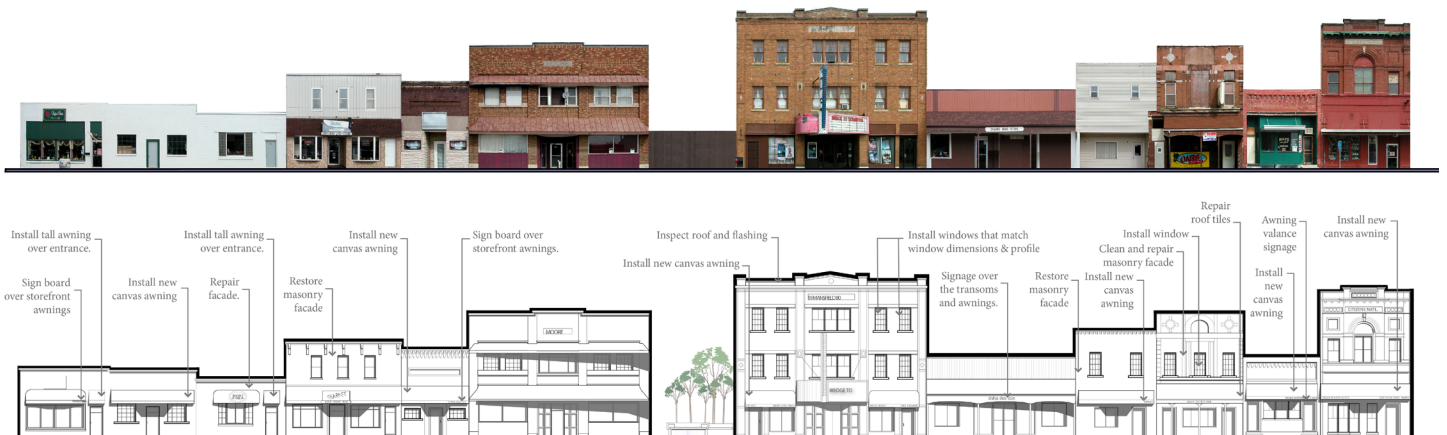 Install tall awning
over entrance.
Install tall awning
over entrance.
Install new
canvas awning
Sign board over
storefront awnings.
Sign board
over storefront
awnings
Install new
canvas awning
Repair
facade.
Restore
masonry
facade
Inspect roof and flashing
Install new canvas awning
Install windows that match
window dimensions & profile
Signage over
the transoms
and awnings.
Restore
masonry
facade
Install window
Clean and repair
masonry facade
Install new
canvas
awning
Repair
roof tiles
Awning
valance
signage
Install
new
canvas
awning
Install new
canvas awning
MOORE